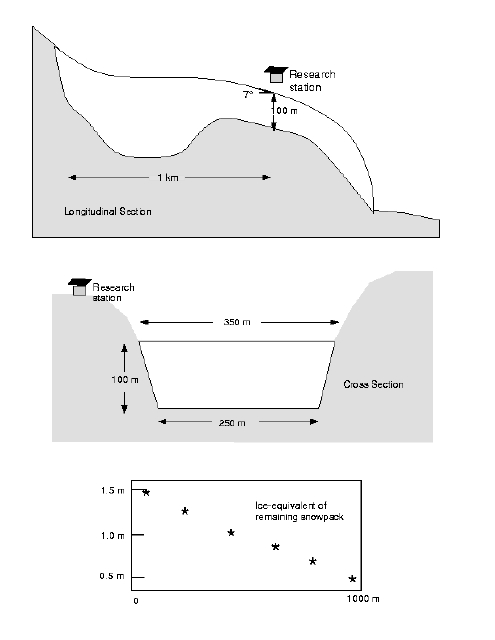 Research
station
7°
100 m
1 km
Longitudinal Section
Research
station
350 m
100 m
Cross Section
250 m
1.5 m
Ice-equivalent of
remaining snowpack
1.0 m
0.5 m
0
1000 m